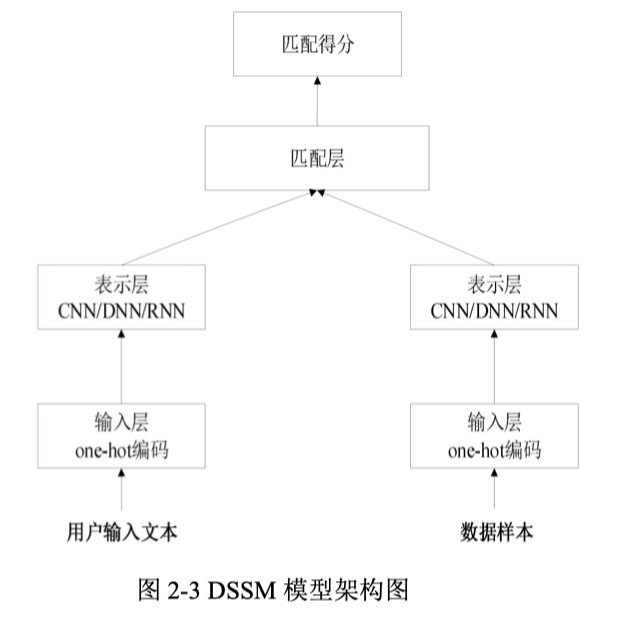 匹配得分
匹配层
表示层
CNN/DNN/RNN
表示层
CNN/DNN/RNN
输入层
one-hot编码
输入层
one-hot编码
用户输入文本
数据样本
图 2-3 DSSM 模型架构图